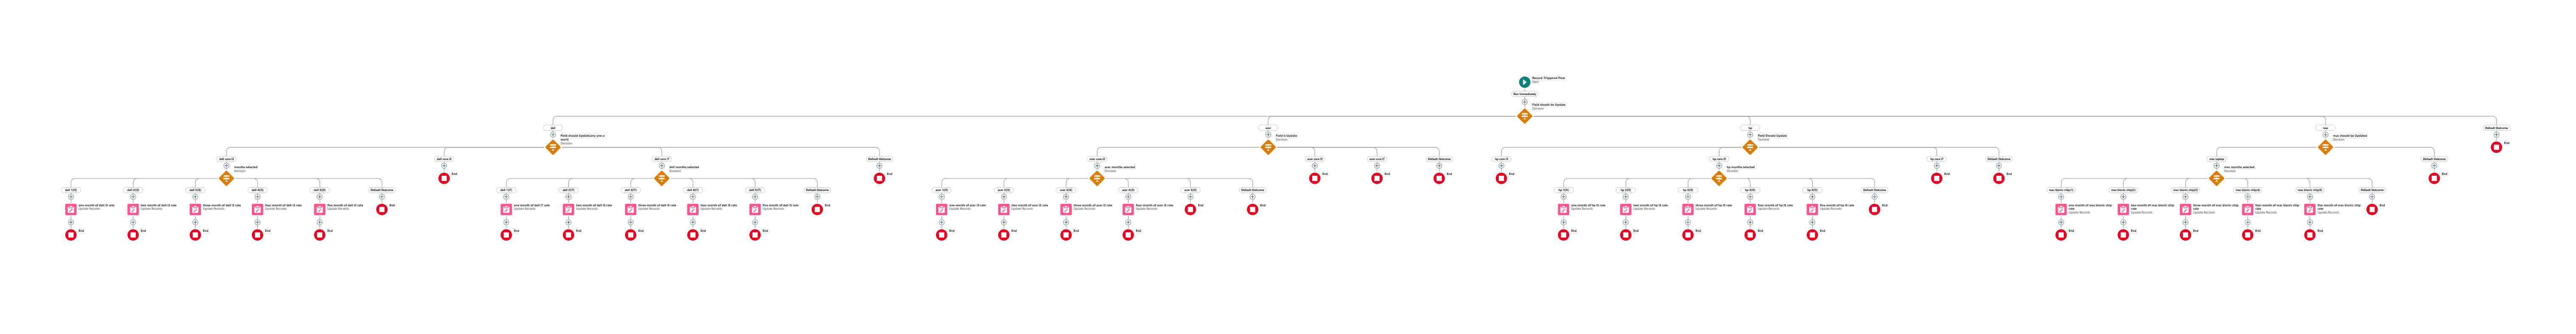 Record-Triggered Flow
Start
Run Immediately
Field should be Update
Decision
dell
Field should Update(any one u
want)
Decision
acer
Field is Update
Decision
hp
Field Should Update
Decision
mac
mac should be Updated
Decision
Default Outcome
End
dell core i3
months selected
Decision
dell core i5
End
dell core i7
dell months selected
Decision
Default Outcome
End
acer core i3
acer months selected
Decision
acer core i5
End
acer core i7
End
Default Outcome
End
hp core i3
End
hp core i5
hp months selected
Decision
hp core i7
End
Default Outcome
End
mac laptop
mac months selected
Decision
Default Outcome
End
dell 1(i3)
one month of dell i3 rate
Update Records
End
dell 2(i3)
two month of dell i3 rate
Update Records
End
dell 3(i3)
three month of dell i3 rate
Update Records
End
dell 4(i3)
four month of dell i3 rate
Update Records
End
dell 5(i3)
five month of dell i3 rate
Update Records
End
Default Outcome
End
dell 1(i7)
one month of dell i7 rate
Update Records
End
dell 2(i7)
two month of dell i7 rate
Update Records
End
dell 3(i7)
three month of dell i5 rate
Update Records
End
dell 4(i7)
four month of dell i5 rate
Update Records
End
dell 5(i7)
five month of dell i5 rate
Update Records
End
Default Outcome
End
acer 1(i3)
one month of acer i3 rate
Update Records
End
acer 2(i3)
two month of acer i3 rate
Update Records
End
acer 3(i3)
three month of acer i3 rate
Update Records
End
acer 4(i3)
four month of acer i3 rate
Update Records
End
acer 5(i3)
End
Default Outcome
End
hp 1(i5)
one month of hp i5 rate
Update Records
End
hp 2(i5)
two month of hp i5 rate
Update Records
End
hp 3(i5)
three month of hp i5 rate
Update Records
End
hp 4(i5)
four month of hp i5 rate
Update Records
End
hp 5(i5)
five month of hp i5 rate
Update Records
End
Default Outcome
End
mac bionic chip(1)
one month of mac bionic chip
rate
Update Records
End
mac bionic chip(2)
two month of mac bionic chip
rate
Update Records
End
mac bionic chip(3)
three month of mac bionic chip
rate
Update Records
End
mac bionic chip(4)
four month of mac bionic chip
rate
Update Records
End
mac bionic chip(5)
five month of mac bionic chip
rate
Update Records
End
Default Outcome
End